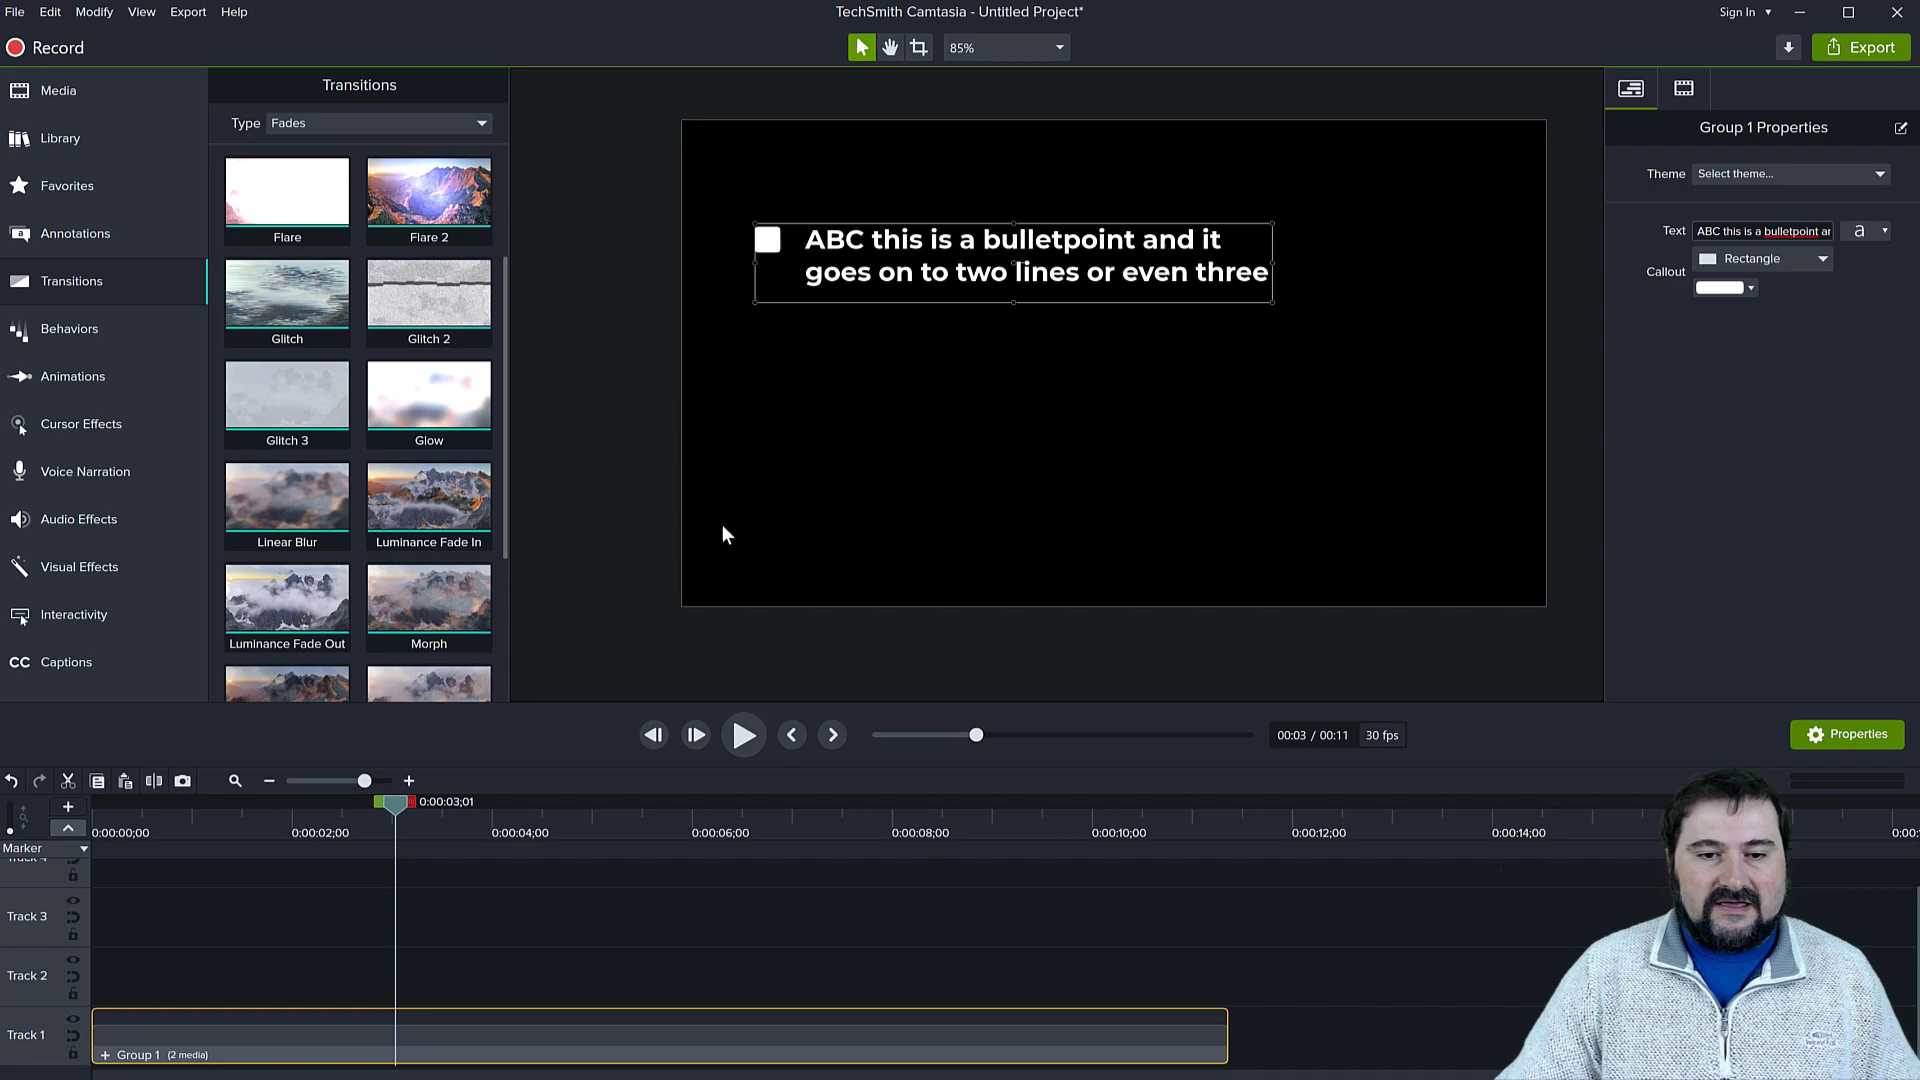 File Edit Modify View Export Help
TechSmith Camtasia - Untitled Project*
Sign In
Record
85%
Export
Media
Library
Favorites
Annotations
Transitions
Behaviors
Animations
Cursor Effects
Voice Narration
Audio Effects
Visual Effects
Interactivity
CC Captions
Transitions
Type Fades
Flare Flare 2
Glitch Glitch 2
Glitch 3 Glow
Linear Blur Luminance Fade In
Luminance Fade Out Morph
ABC this is a bulletpoint and it
goes on to two lines or even three
Group 1 Properties
Theme Select theme...
Text ABC this is a bulletpoint ar
a
Callout Rectangle
00:03 / 00:11 30 fps
Properties
0:00:03;01
0:00:00;00 0:00:02;00 0:00:04;00 0:00:06;00 0:00:08;00 0:00:10;00 0:00:12;00 0:00:14;00 0:00:
Marker
Track 4
Track 3
Track 2
Track 1
Group 1 (2 media)